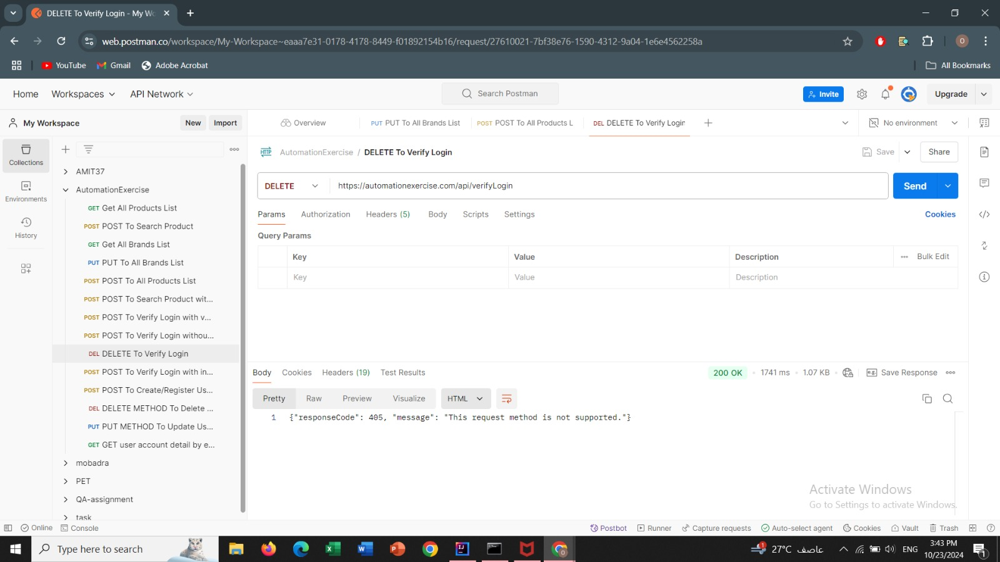 DELETE To Verify Login - My Wo
web.postman.co/workspace/My-Workspace~eaaa7e31-0178-4178-8449-f01892154b16/request/27610021-7bf38e76-1590-4312-9a04-1e6e4562258a
O
YouTube
Gmail
Adobe Acrobat
All Bookmarks
Home
Workspaces
API Network
Search Postman
Invite
Upgrade
My Workspace
New
Import
Overview
PUT PUT To All Brands List
POST POST To All Products L
DEL DELETE To Verify Login
No environment
Collections
Environments
History
AMIT37
AutomationExercise
GET Get All Products List
POST POST To Search Product
GET Get All Brands List
PUT PUT To All Brands List
POST POST To All Products List
POST POST To Search Product wit...
POST POST To Verify Login with v...
POST POST To Verify Login withou...
DEL DELETE To Verify Login
POST POST To Verify Login with in...
POST POST To Create/Register Us...
DEL DELETE METHOD To Delete ...
PUT PUT METHOD To Update Us...
GET GET user account detail by e...
mobadra
PET
QA-assignment
task
HTTP AutomationExercise / DELETE To Verify Login
Save
Share
DELETE
https://automationexercise.com/api/verifyLogin
Send
Params
Authorization
Headers (5)
Body
Scripts
Settings
Cookies
Query Params
Key
Value
Description
Bulk Edit
Key
Value
Description
Body
Cookies
Headers (19)
Test Results
200 OK
1741 ms
1.07 KB
e.g. Save Response
Pretty
Raw
Preview
Visualize
HTML
1 {"responseCode": 405, "message": "This request method is not supported."}
Activate Windows
Go to Settings to activate Windows.
Online
Console
Postbot
Runner
Capture requests
Auto-select agent
Cookies
Vault
Trash
Type here to search
27°C عاصف
ENG
3:43 PM
10/23/2024
1